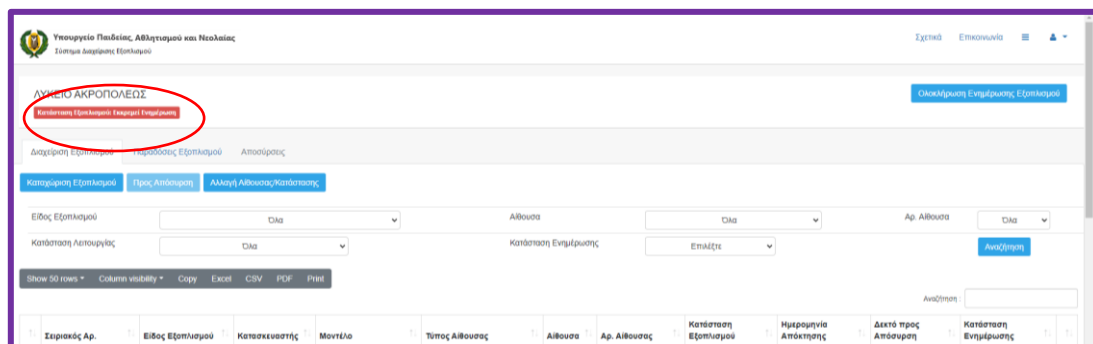 Υπουργείο Παιδείας, Αθλητισμού και Νεολαίας
Σύστημα Διαχείρισης Εξοπλισμού
Σχετικά Επικοινωνία
ΛΥΚΕΙΟ ΑΚΡΟΠΟΛΕΩΣ
Ολοκλήρωση Ενημέρωσης Εξοπλισμού
Κατάσταση Εξοπλισμού: Εκκρεμεί Ενημέρωση
Διαχείριση Εξοπλισμού Παραδόσεις Εξοπλισμού Αποσύρσεις
Καταχώριση Εξοπλισμού Προς Απόσυρση Αλλαγή Αίθουσας/Κατάστασης
Είδος Εξοπλισμού Όλα Αίθουσα Όλα Αρ. Αίθουσα Όλα
Κατάσταση Λειτουργίας Όλα Κατάσταση Ενημέρωσης Επιλέξτε Αναζήτηση
Show 50 rows Column visibility Copy Excel CSV PDF Print
Αναζήτηση
Σειριακός Αρ. Είδος Εξοπλισμού Κατασκευαστής Μοντέλο Τύπος Αίθουσας Αίθουσα Αρ. Αίθουσας Κατάσταση Εξοπλισμού Ημερομηνία Απόκτησης Δεκτό προς Απόσυρση Κατάσταση Ενημέρωσης